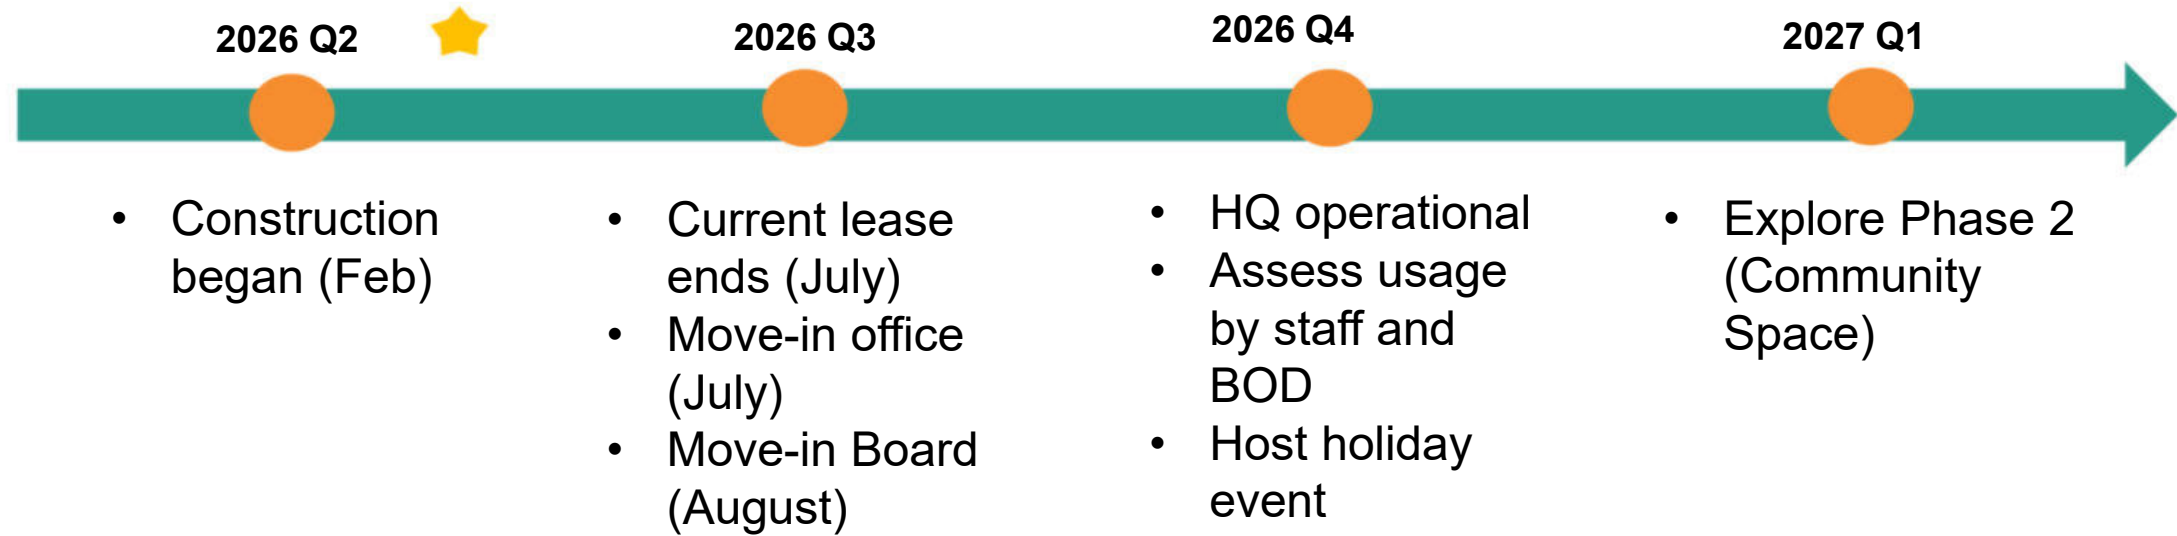 2026 Q2
2026 Q3
2026 Q4
2027 Q1
• Construction
began (Feb)
• Current lease
ends (July)
• Move-in office
(July)
• Move-in Board
(August)
• HQ operational
• Assess usage
by staff and
BOD
• Host holiday
event
• Explore Phase 2
(Community
Space)